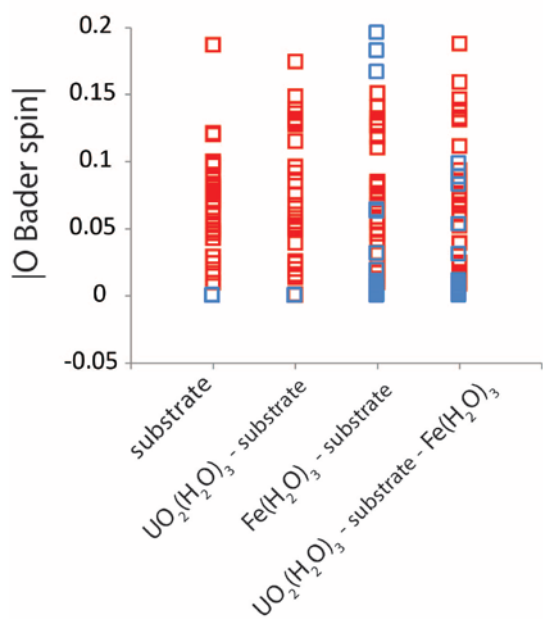 |O Bader spin|
0.2
0.15
0.1
0.05
0
-0.05
substrate
UO₂(H₂O)₃ - substrate
Fe(H₂O)₃ - substrate
UO₂(H₂O)₃ - substrate - Fe(H₂O)₃